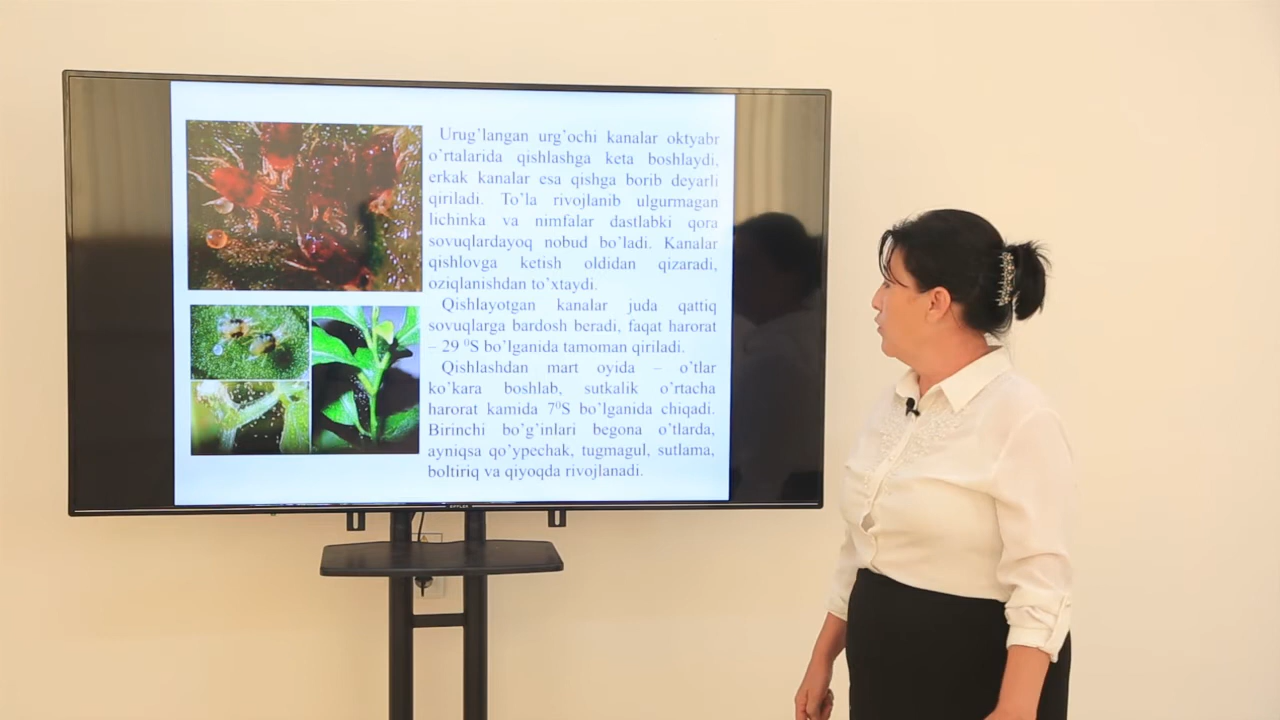 Urug’langan urg’ochi kanalar oktyabr
o’rtalarida qishlashga keta boshlaydi,
erkak kanalar esa qishga borib deyarli
qiriladi. To’la rivojlanib ulgurmagan
lichinka va nimfalar dastlabki qora
sovuqlardayoq nobud bo’ladi. Kanalar
qishlovga ketish oldidan qizaradi,
oziqlanishdan to’xtaydi.
Qishlayotgan kanalar juda qattiq
sovuqlarga bardosh beradi, faqat harorat
– 29 ⁰S bo’lganida tamoman qiriladi.
Qishlashdan mart oyida – o’tlar
ko’kara boshlab, sutkalik o’rtacha
harorat kamida 7⁰S bo’lganida chiqadi.
Birinchi bo’g’inlari begona o’tlarda,
ayniqsa qo’ypechak, tugmagul, sutlama,
boltiriq va qiyoqda rivojlanadi.